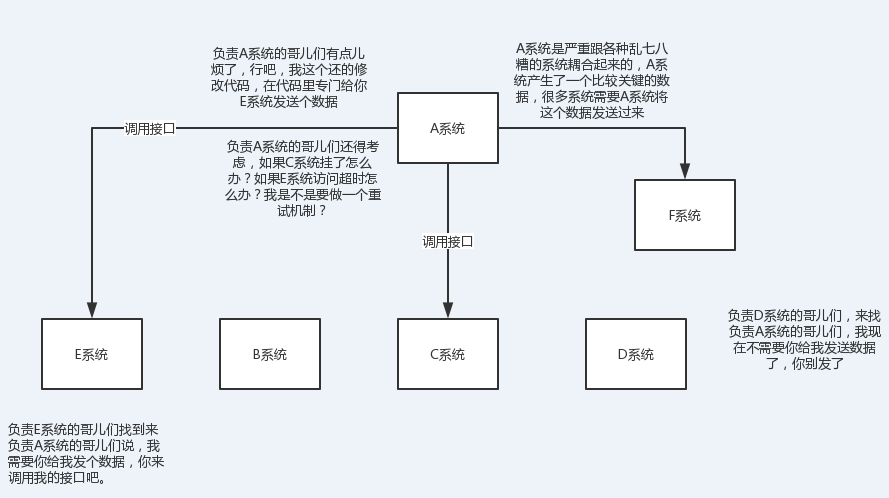 负责A系统的哥儿们有点儿
烦了，行吧，我这个还的修
改代码，在代码里专门给你
E系统发送个数据
A系统是严重跟各种乱七八
糟的系统耦合起来的，A系
统产生了一个比较关键的数
据，很多系统需要A系统将
这个数据发送过来
调用接口
A系统
负责A系统的哥儿们还得考
虑，如果C系统挂了怎么
办？如果E系统访问超时怎
么办？我是不是要做一个重
试机制？
F系统
调用接口
E系统
B系统
C系统
D系统
负责D系统的哥儿们，来找
负责A系统的哥儿们，我现
在不需要你给我发送数据
了，你别发了
负责E系统的哥儿们找到来
负责A系统的哥儿们说，我
需要你给我发个数据，你来
调用我的接口吧。